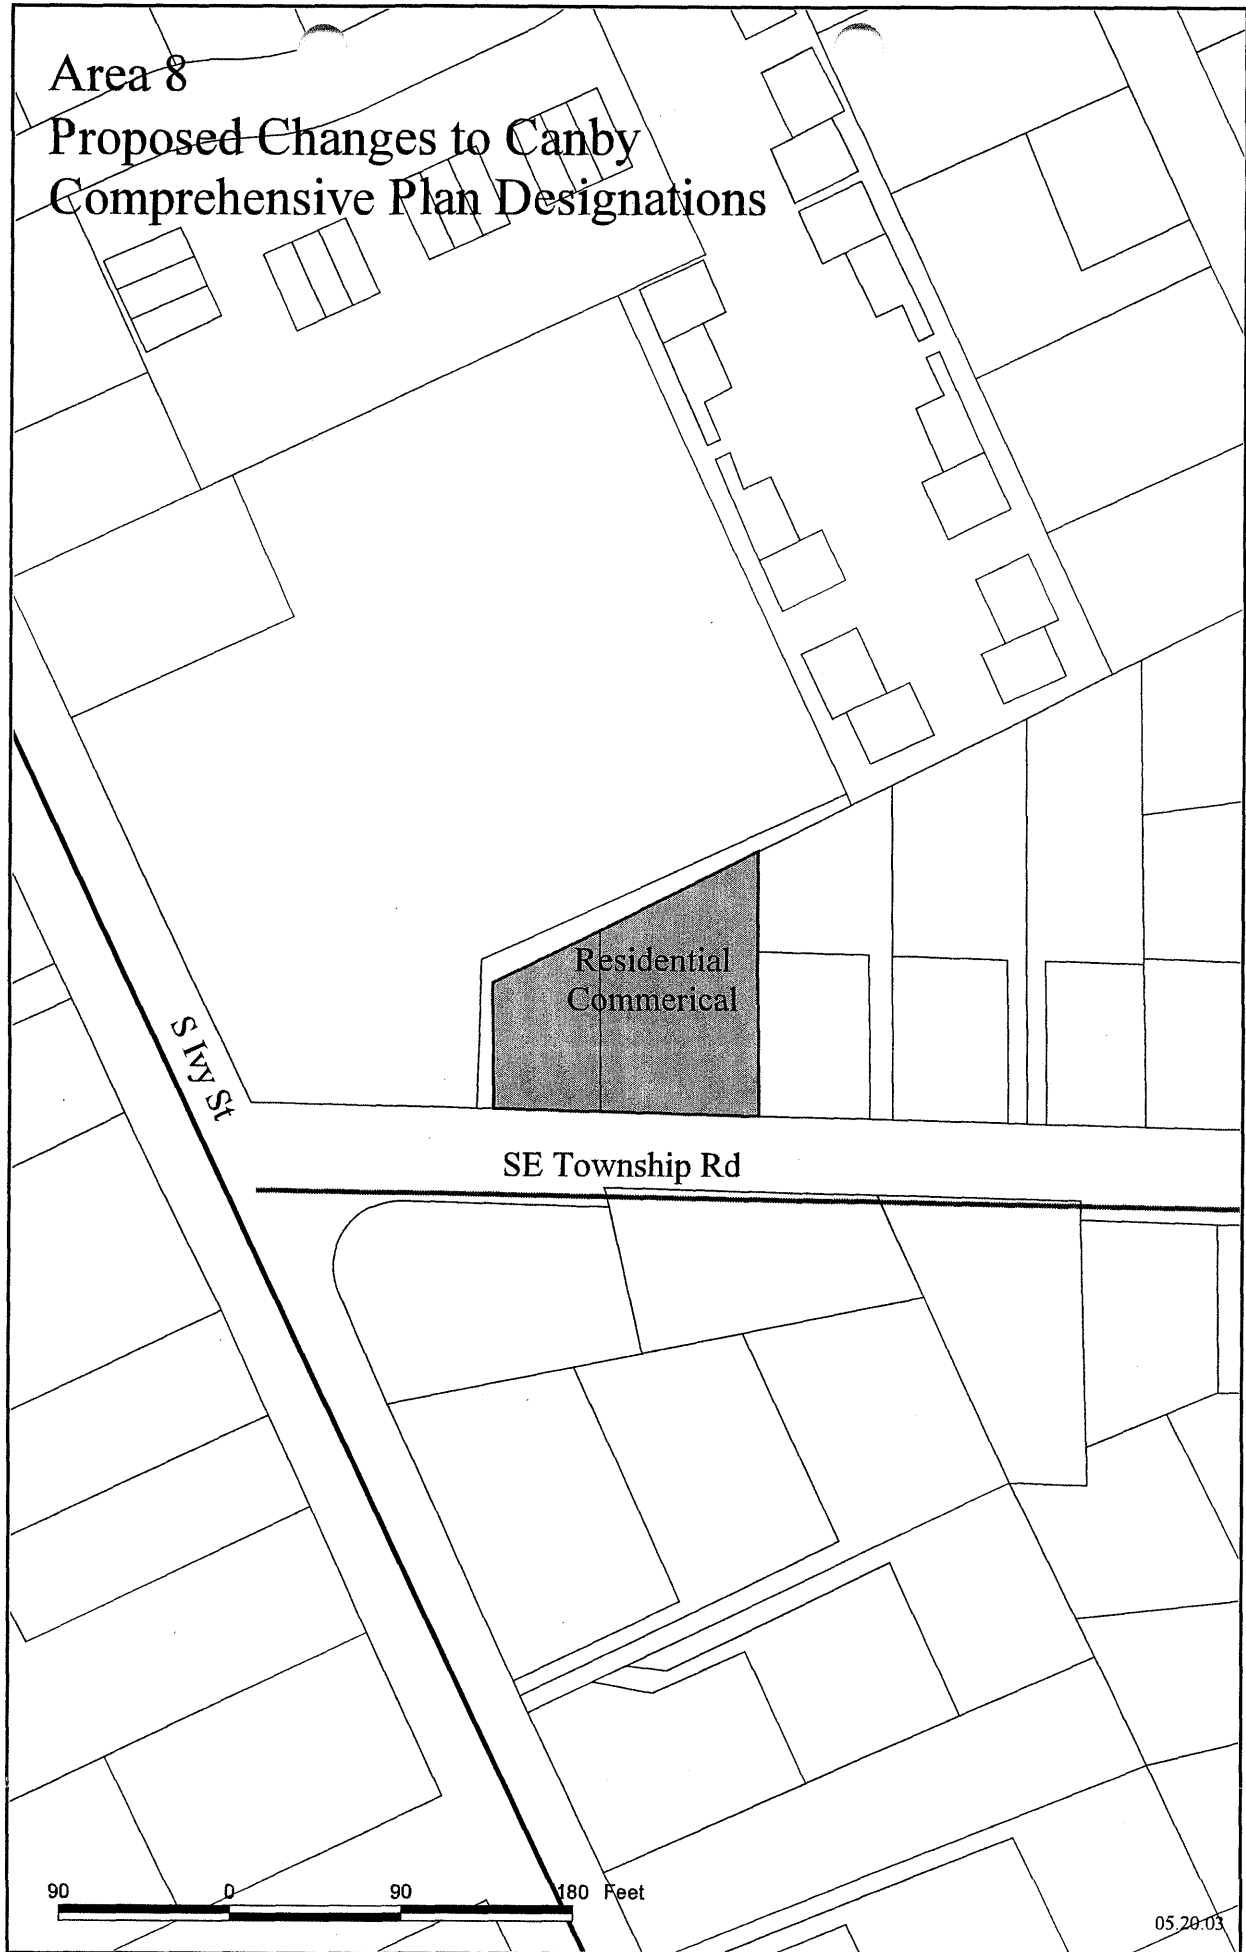 Area 8
Proposed Changes to Canby
Comprehensive Plan Designations
Residential
Commerical
S Ivy St
SE Township Rd
90 0 90 180 Feet
05.20.03